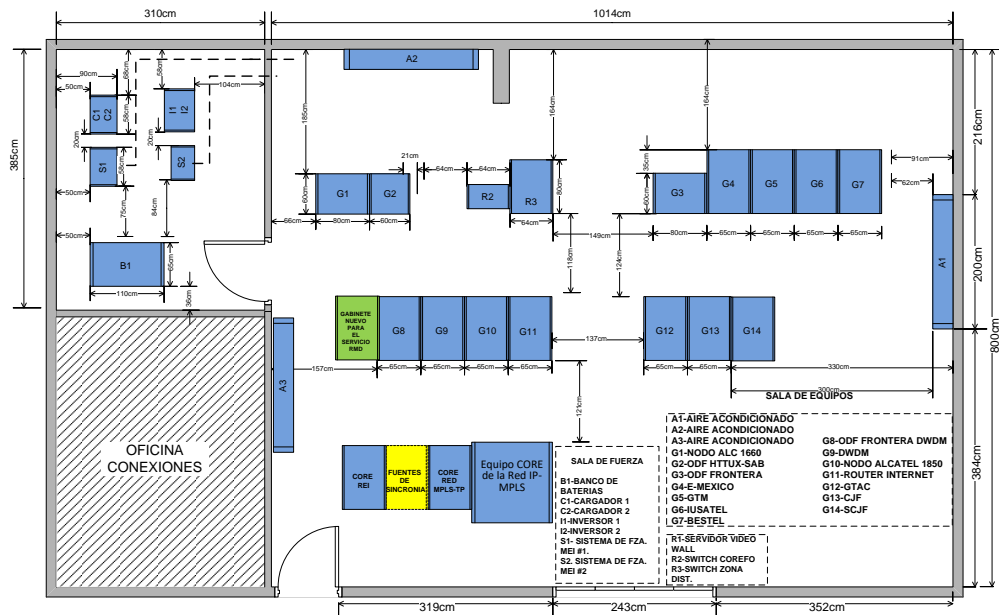 310cm
1014cm
90cm
50cm
68cm
58cm
104cm
C1
C2
58cm
I1
I2
20cm
20cm
S1
58cm
S2
50cm
75cm
84cm
50cm
B1
65cm
110cm
36cm
385cm
A2
185cm
21cm
64cm
64cm
164cm
164cm
G1
G2
60cm
R2
R3
80cm
66cm
80cm
60cm
64cm
149cm
118cm
124cm
35cm
60cm
G3
G4
G5
G6
G7
80cm
65cm
65cm
65cm
65cm
91cm
62cm
216cm
A1
200cm
800cm
384cm
GABINETE
NUEVO
PARA
EL
SERVICIO
RMD
G8
G9
G10
G11
137cm
G12
G13
G14
157cm
65cm
65cm
65cm
65cm
65cm
65cm
330cm
300cm
121cm
A3
OFICINA
CONEXIONES
CORE
REI
FUENTES
DE
SINCRONIA
CORE
RED
MPLS-TP
Equipo CORE
de la Red IP-
MPLS
SALA DE FUERZA
B1-BANCO DE
BATERIAS
C1-CARGADOR 1
C2-CARGADOR 2
I1-INVERSOR 1
I2-INVERSOR 2
S1- SISTEMA DE FZA.
MEI #1.
S2. SISTEMA DE FZA.
MEI #2
SALA DE EQUIPOS
A1-AIRE ACONDICIONADO
A2-AIRE ACONDICIONADO
A3-AIRE ACONDICIONADO
G1-NODO ALC 1660
G2-ODF HTTUX-SAB
G3-ODF FRONTERA
G4-E-MEXICO
G5-GTM
G6-IUSATEL
G7-BESTEL
G8-ODF FRONTERA DWDM
G9-DWDM
G10-NODO ALCATEL 1850
G11-ROUTER INTERNET
G12-GTAC
G13-CJF
G14-SCJF
R1-SERVIDOR VIDEO
WALL
R2-SWITCH COREFO
R3-SWITCH ZONA
DIST.
319cm
243cm
352cm